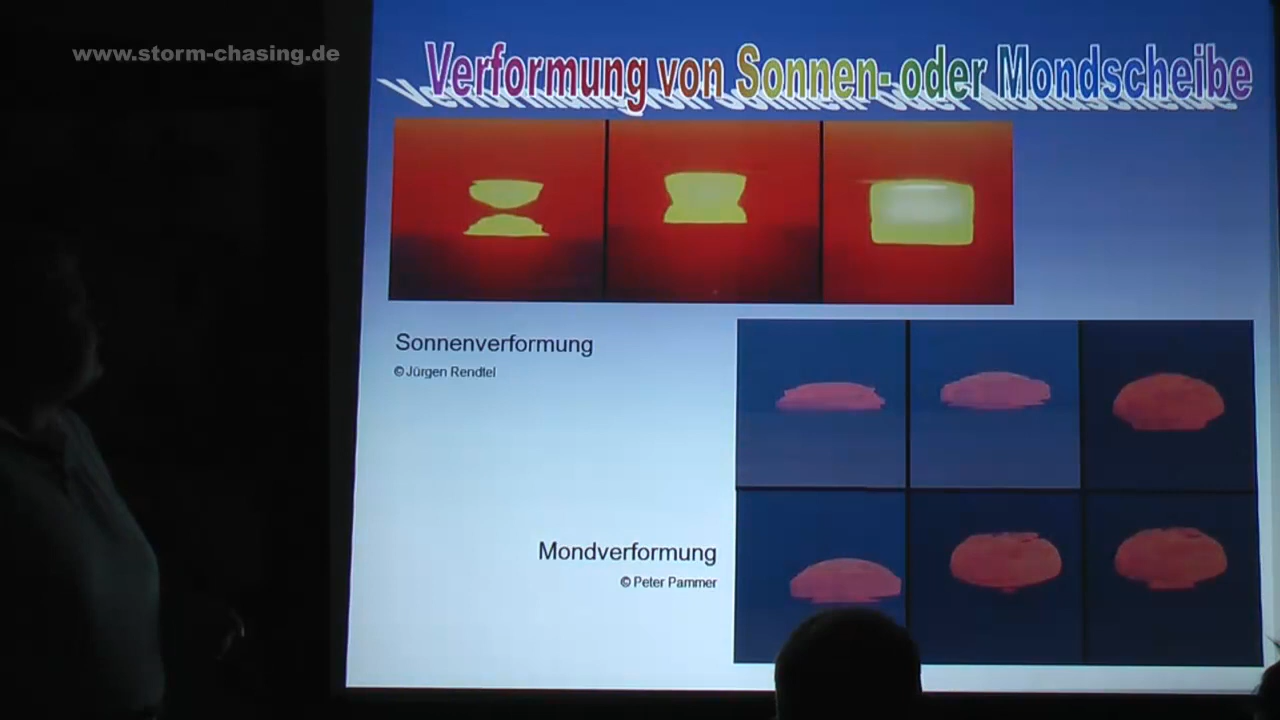 www.storm-chasing.de
Verformung von Sonnen- oder Mondscheibe
Sonnenverformung
© Jürgen Rendtel
Mondverformung
© Peter Pammer